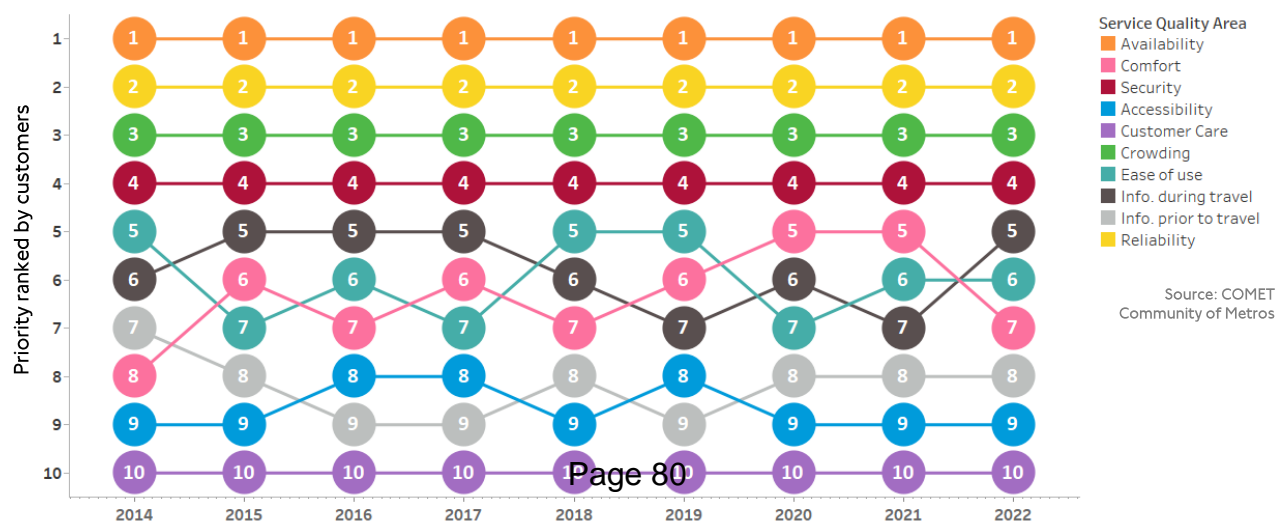 Priority ranked by customers
1 1 1 1 1 1 1 1 1 1
2 2 2 2 2 2 2 2 2 2
3 3 3 3 3 3 3 3 3 3
4 4 4 4 4 4 4 4 4 4
5 5 5 5 5 5 5 5 5 5
6 6 6 6 6 6 6 6 6 6
7 7 7 7 7 7 7 7 7 7
8 8 8 8 8 8 8 8 8 8
9 9 9 9 9 9 9 9 9 9
10 10 10 10 10 10 10 10 10 10
Page 80
2014 2015 2016 2017 2018 2019 2020 2021 2022
Service Quality Area
Availability
Comfort
Security
Accessibility
Customer Care
Crowding
Ease of use
Info. during travel
Info. prior to travel
Reliability
Source: COMET
Community of Metros